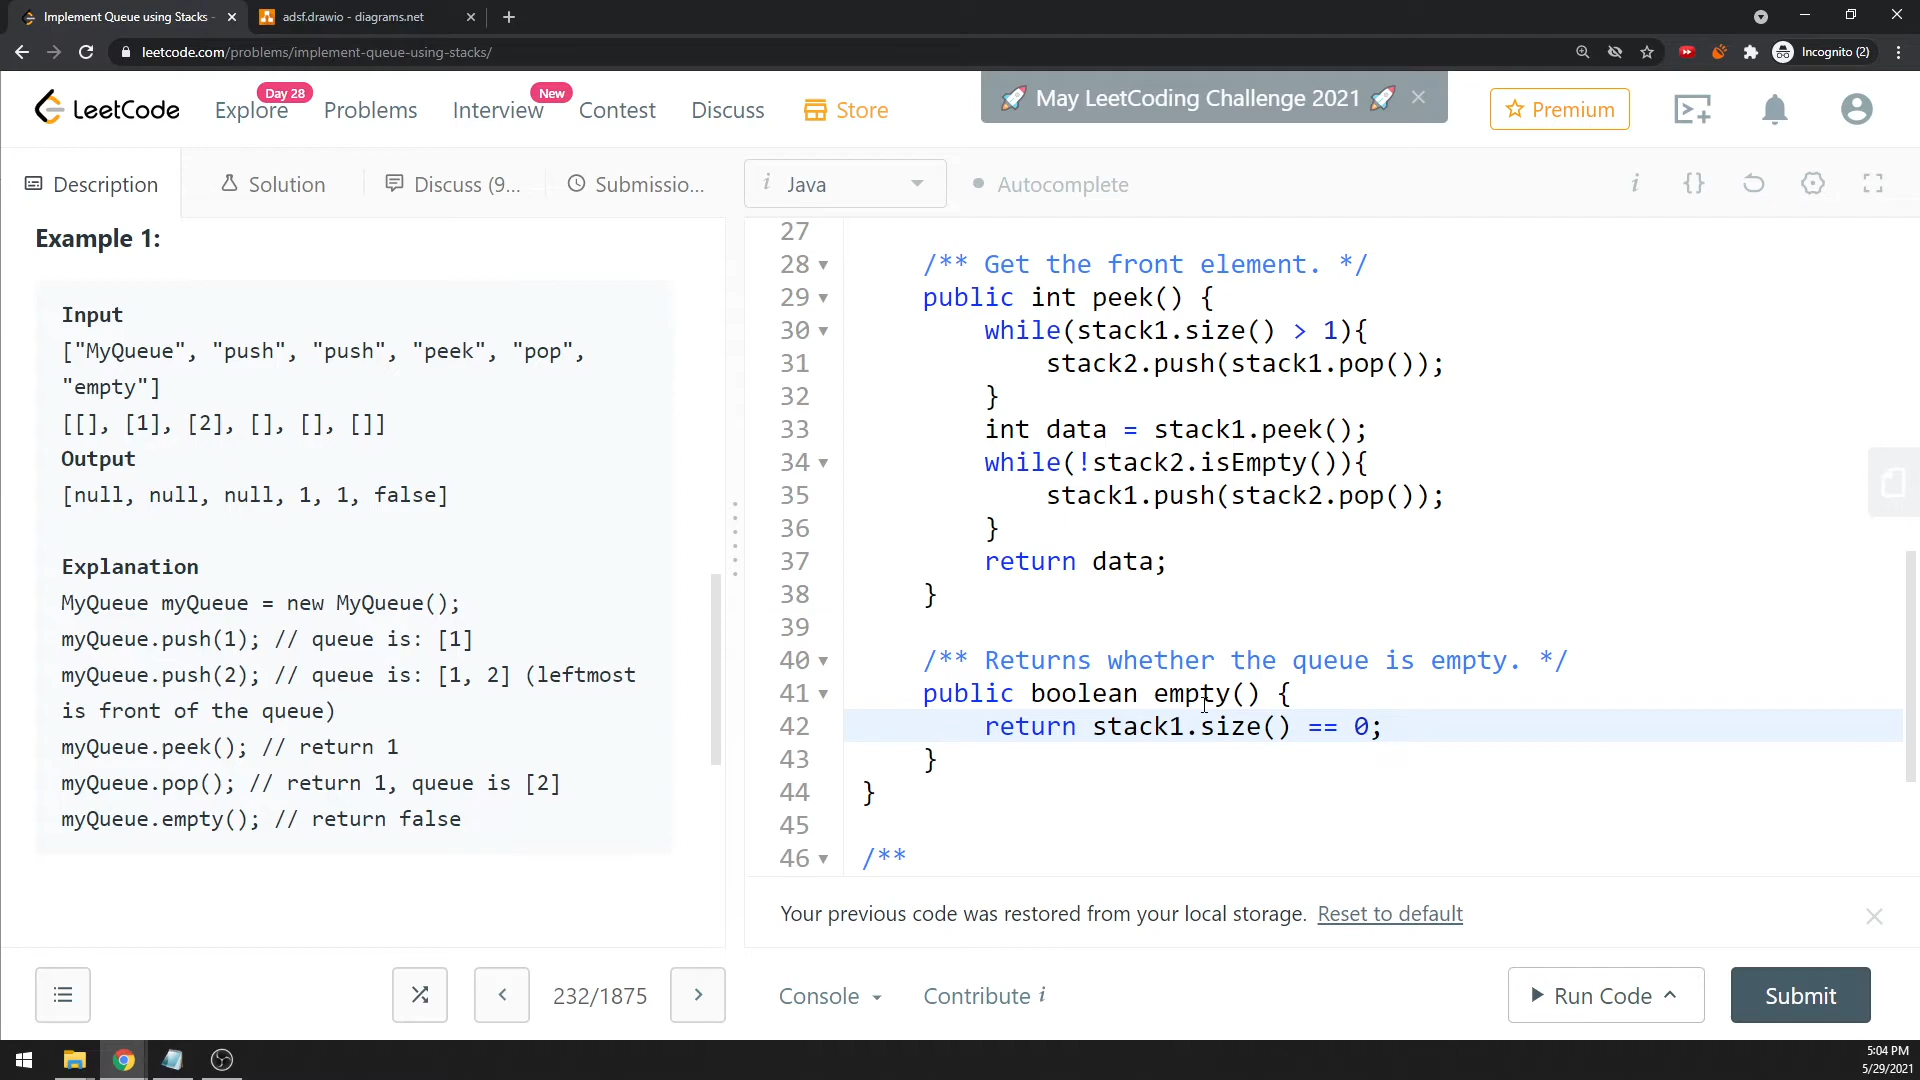 Implement Queue using Stacks -
adsf.drawio - diagrams.net
leetcode.com/problems/implement-queue-using-stacks/
Incognito (2)
LeetCode
Explore
Day 28
Problems
Interview
New
Contest
Discuss
Store
🚀 May LeetCoding Challenge 2021 🚀
Premium
Description
Solution
Discuss (9...
Submissio...
i Java
Autocomplete
Example 1:
Input
["MyQueue", "push", "push", "peek", "pop",
"empty"]
[[], [1], [2], [], [], []]
Output
[null, null, null, 1, 1, false]
Explanation
MyQueue myQueue = new MyQueue();
myQueue.push(1); // queue is: [1]
myQueue.push(2); // queue is: [1, 2] (leftmost
is front of the queue)
myQueue.peek(); // return 1
myQueue.pop(); // return 1, queue is [2]
myQueue.empty(); // return false
27
28 /** Get the front element. */
29 public int peek() {
30 while(stack1.size() > 1){
31 stack2.push(stack1.pop());
32 }
33 int data = stack1.peek();
34 while(!stack2.isEmpty()){
35 stack1.push(stack2.pop());
36 }
37 return data;
38 }
39
40 /** Returns whether the queue is empty. */
41 public boolean empty() {
42 return stack1.size() == 0;
43 }
44 }
45
46 /**
Your previous code was restored from your local storage. Reset to default
232/1875
Console
Contribute i
Run Code
Submit
5:04 PM
5/29/2021